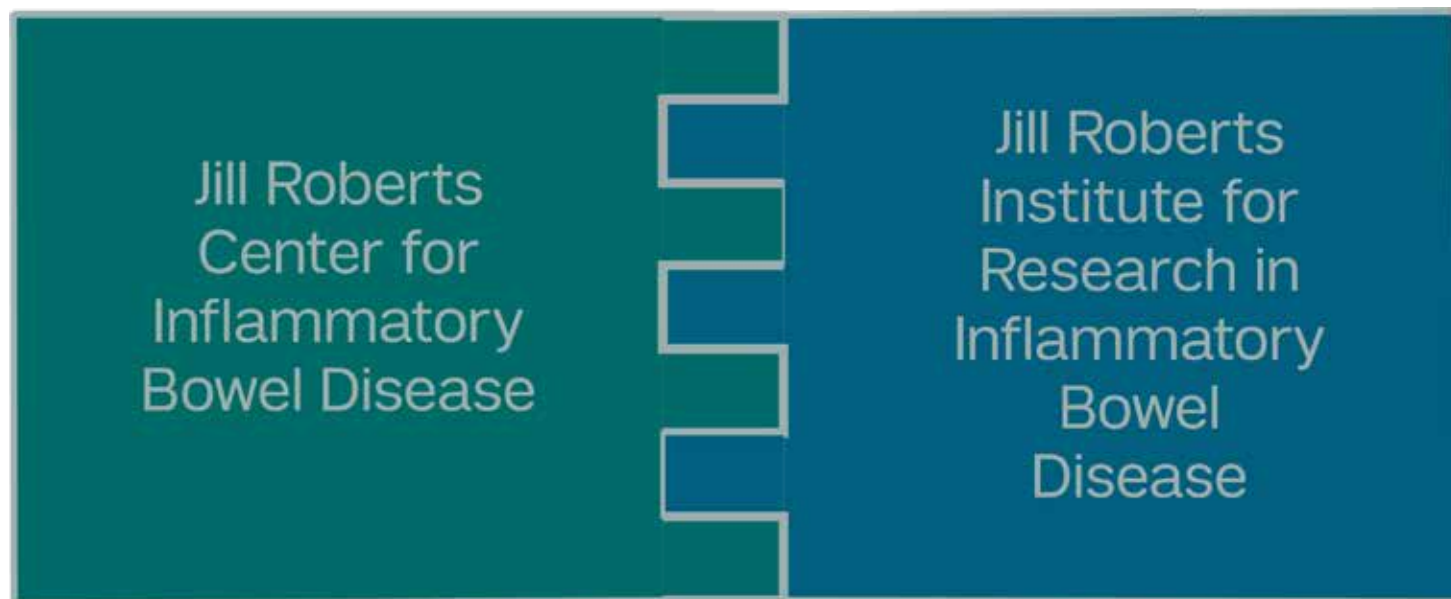 Jill Roberts
Center for
Inflammatory
Bowel Disease
Jill Roberts
Institute for
Research in
Inflammatory
Bowel
Disease